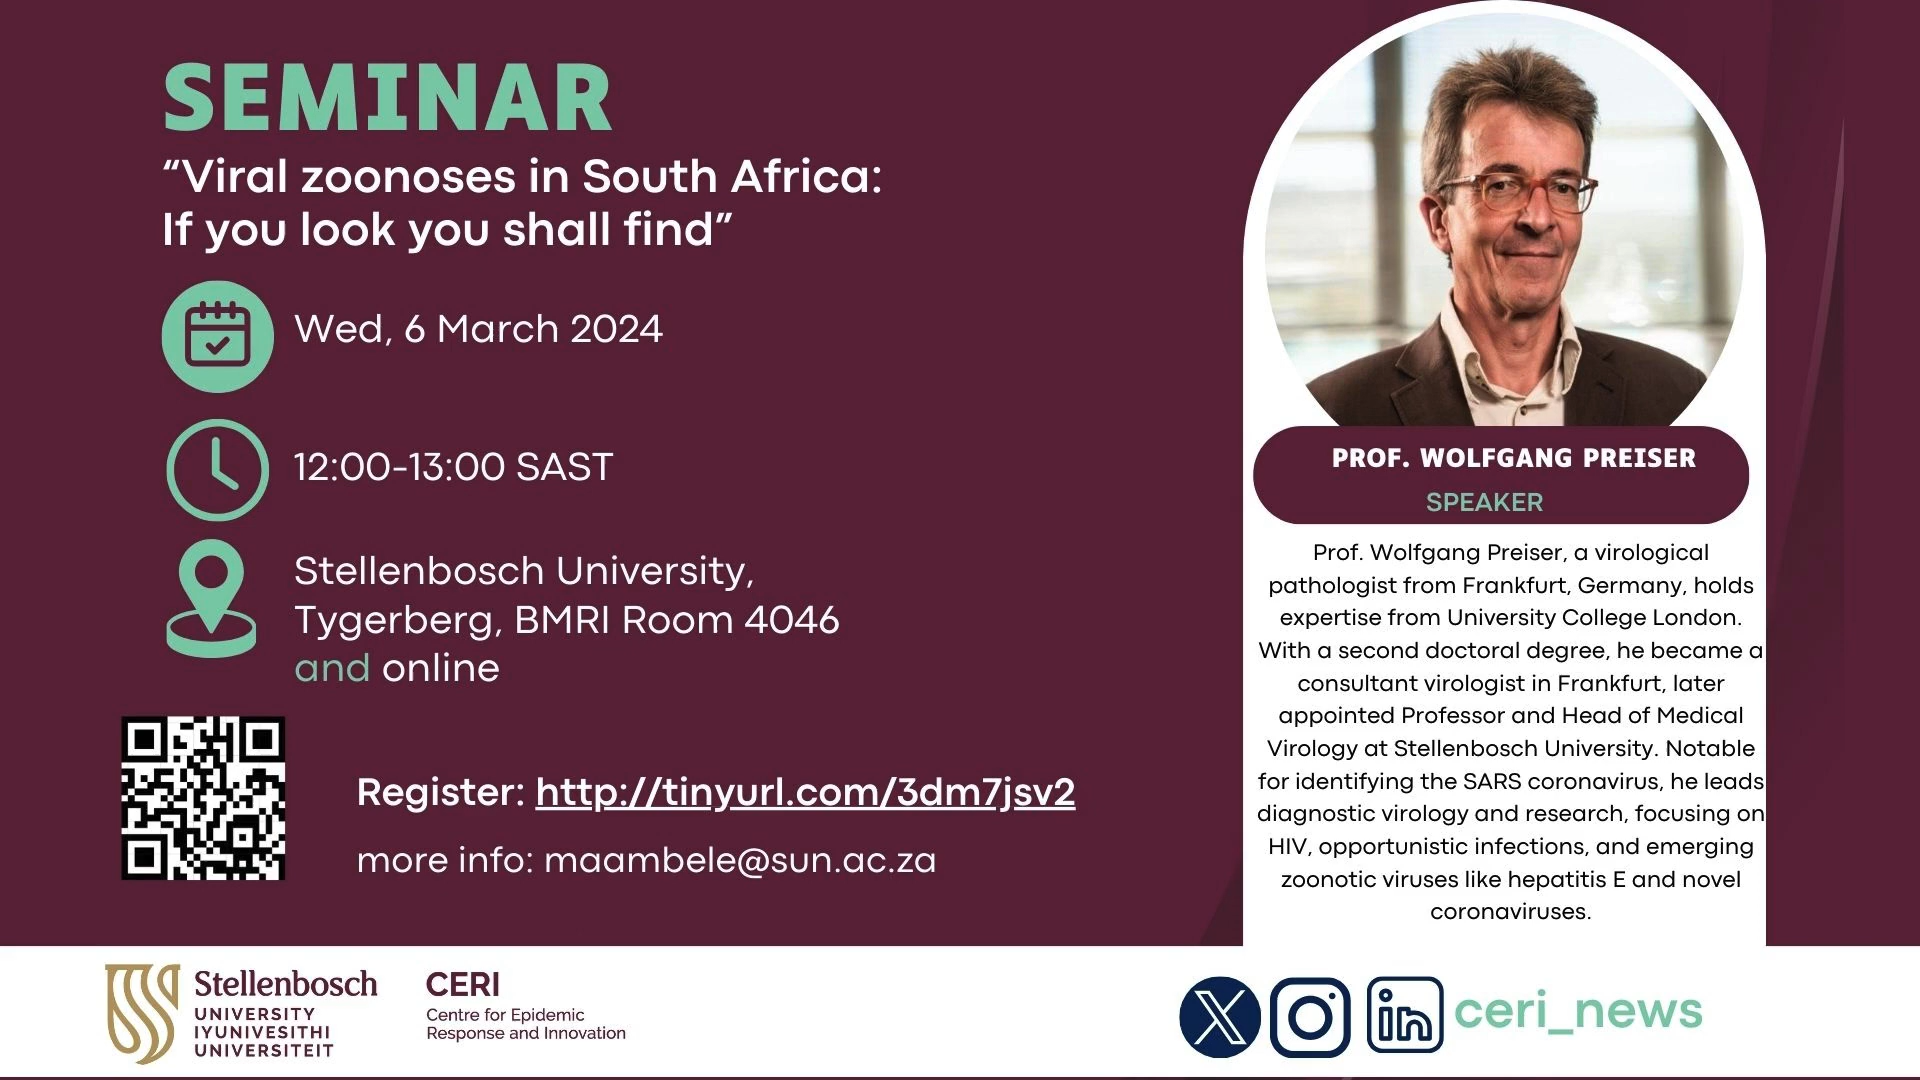 SEMINAR
“Viral zoonoses in South Africa:
If you look you shall find”
Wed, 6 March 2024
12:00-13:00 SAST
Stellenbosch University,
Tygerberg, BMRI Room 4046
and online
Register: http://tinyurl.com/3dm7jsv2
more info: maambele@sun.ac.za
PROF. WOLFGANG PREISER
SPEAKER
Prof. Wolfgang Preiser, a virological
pathologist from Frankfurt, Germany, holds
expertise from University College London.
With a second doctoral degree, he became a
consultant virologist in Frankfurt, later
appointed Professor and Head of Medical
Virology at Stellenbosch University. Notable
for identifying the SARS coronavirus, he leads
diagnostic virology and research, focusing on
HIV, opportunistic infections, and emerging
zoonotic viruses like hepatitis E and novel
coronaviruses.
Stellenbosch
UNIVERSITY
IYUNIVESITHI
UNIVERSITEIT
CERI
Centre for Epidemic
Response and Innovation
ceri_news